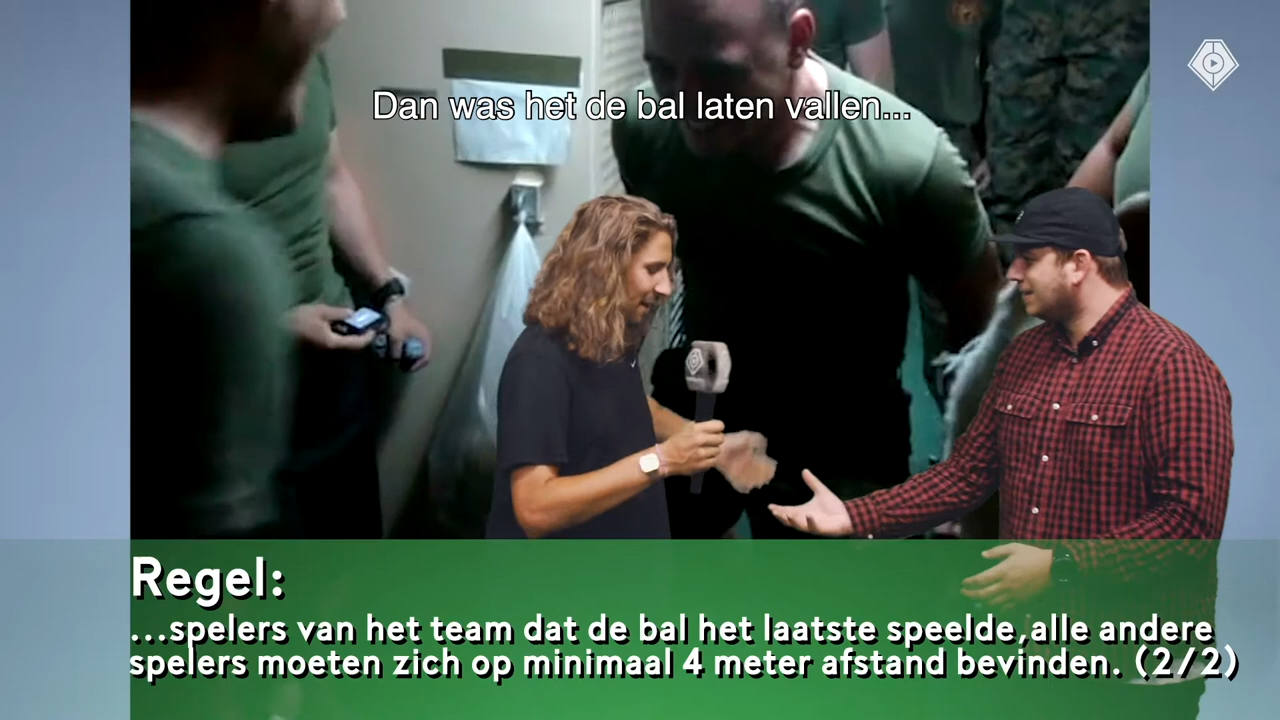 Dan was het de bal laten vallen...
Regel:
...spelers van het team dat de bal het laatste speelde,alle andere
spelers moeten zich op minimaal 4 meter afstand bevinden. (2/2)